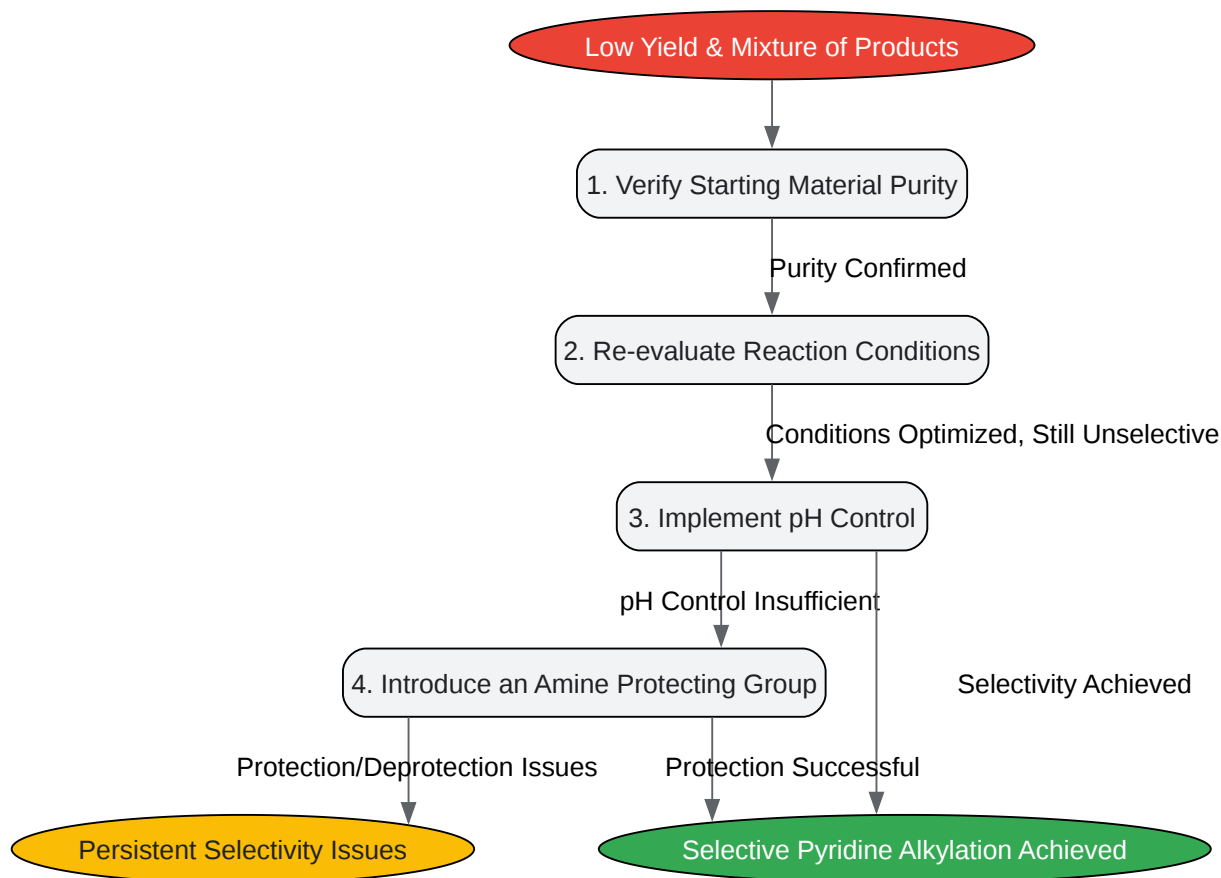 Low Yield & Mixture of Products
1. Verify Starting Material Purity
Purity Confirmed
2. Re-evaluate Reaction Conditions
Conditions Optimized, Still Unselective
3. Implement pH Control
pH Control Insufficient
4. Introduce an Amine Protecting Group
Selectivity Achieved
Protection/Deprotection Issues
Protection Successful
Persistent Selectivity Issues
Selective Pyridine Alkylation Achieved